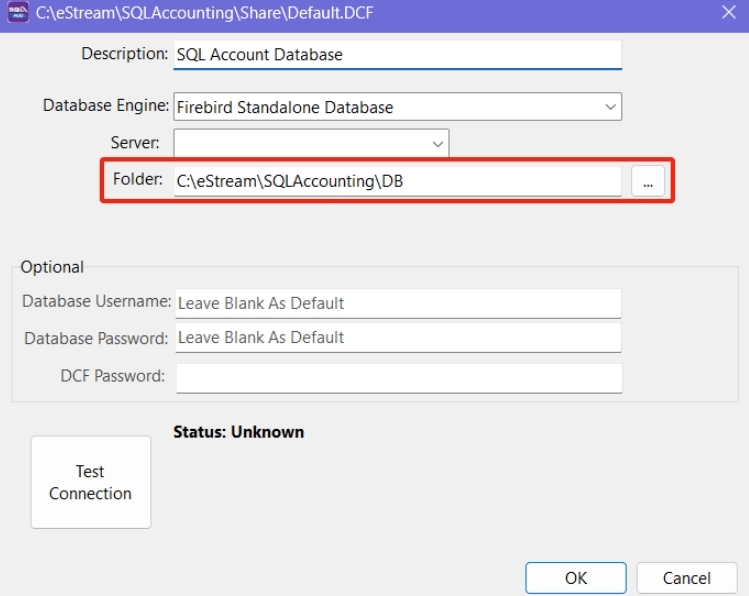 C:\eStream\SQLAccounting\Share\Default.DCF
Description: SQL Account Database
Database Engine: Firebird Standalone Database
Server:
Folder: C:\eStream\SQLAccounting\DB ...
Optional
Database Username: Leave Blank As Default
Database Password: Leave Blank As Default
DCF Password:
Status: Unknown
Test
Connection
OK Cancel